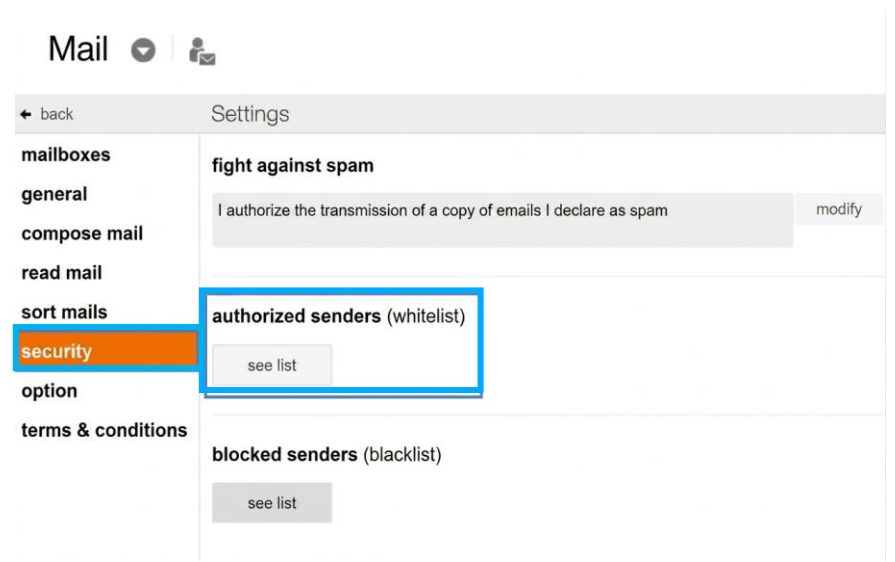 Mail
back
Settings
mailboxes
general
compose mail
read mail
sort mails
security
option
terms & conditions
fight against spam
I authorize the transmission of a copy of emails I declare as spam
modify
authorized senders (whitelist)
see list
blocked senders (blacklist)
see list